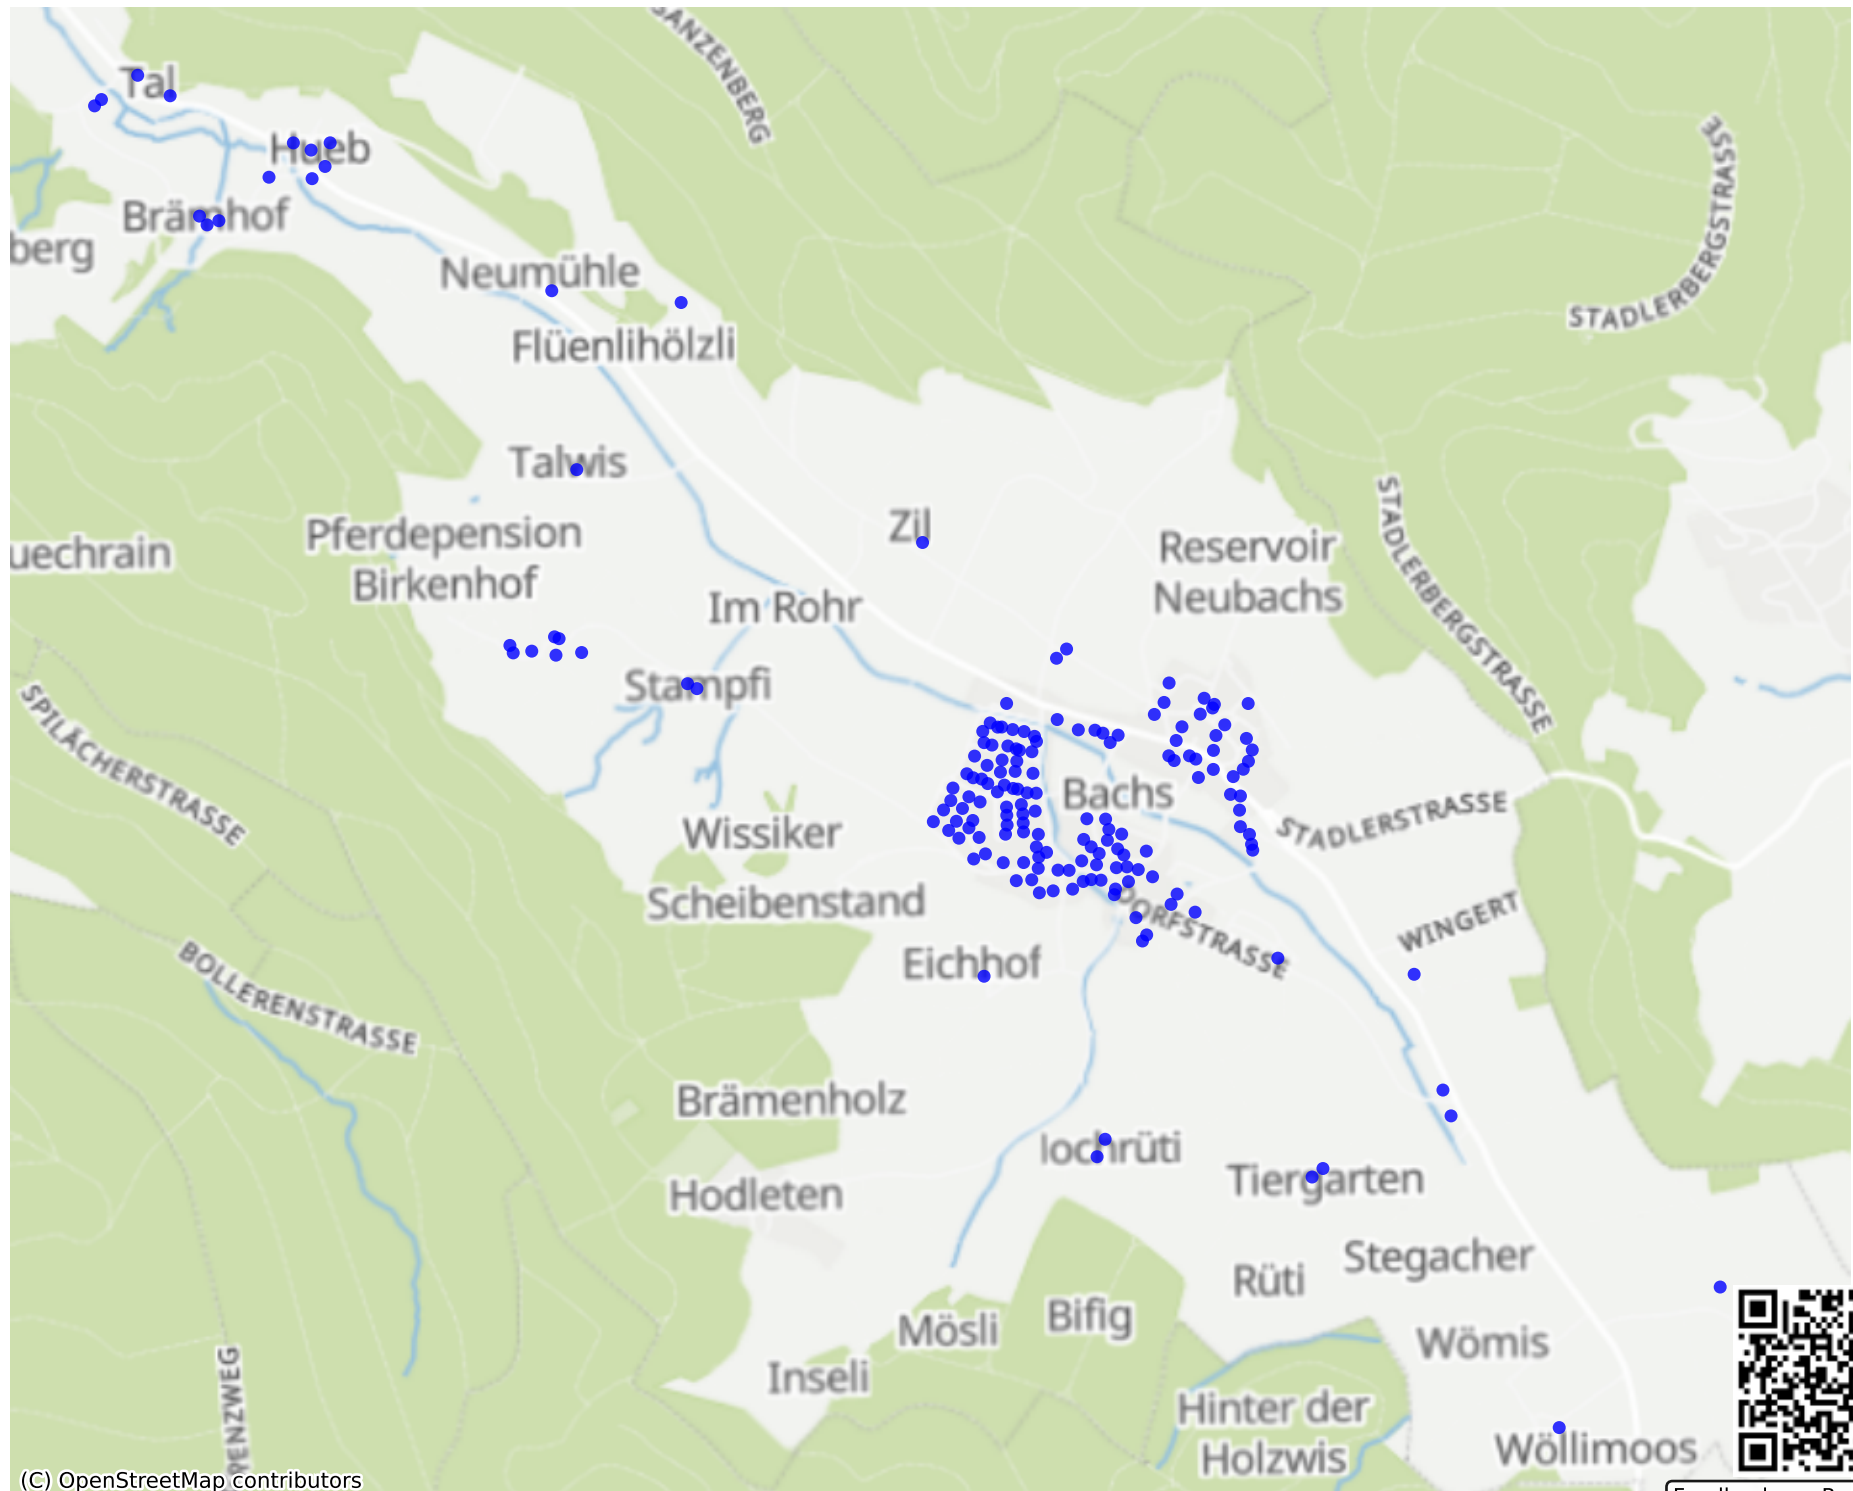 GANZENBERG
Tal
Hueb
Brämhof
berg
Neumühle
Flüenlihölzli
STADLERBERGSTRASSE
Talwis
Zil
Pferdepension
Birkenhof
uechrain
Reservoir
Neubachs
STADLERBERGSTRASSE
Im Rohr
Stampfi
SPILÄCHERSTRASSE
Bachs
STADLERSTRASSE
Wissiker
Scheibenstand
DORFSTRASSE
WINGERT
Eichhof
BOLLERENSTRASSE
Brämenholz
lochrüti
Tiergarten
Hodleten
Stegacher
Rüti
Bifig
Mösli
Wömis
Inseli
PENZWEG
Hinter der
Holzwis
Wöllimoos
(C) OpenStreetMap contributors